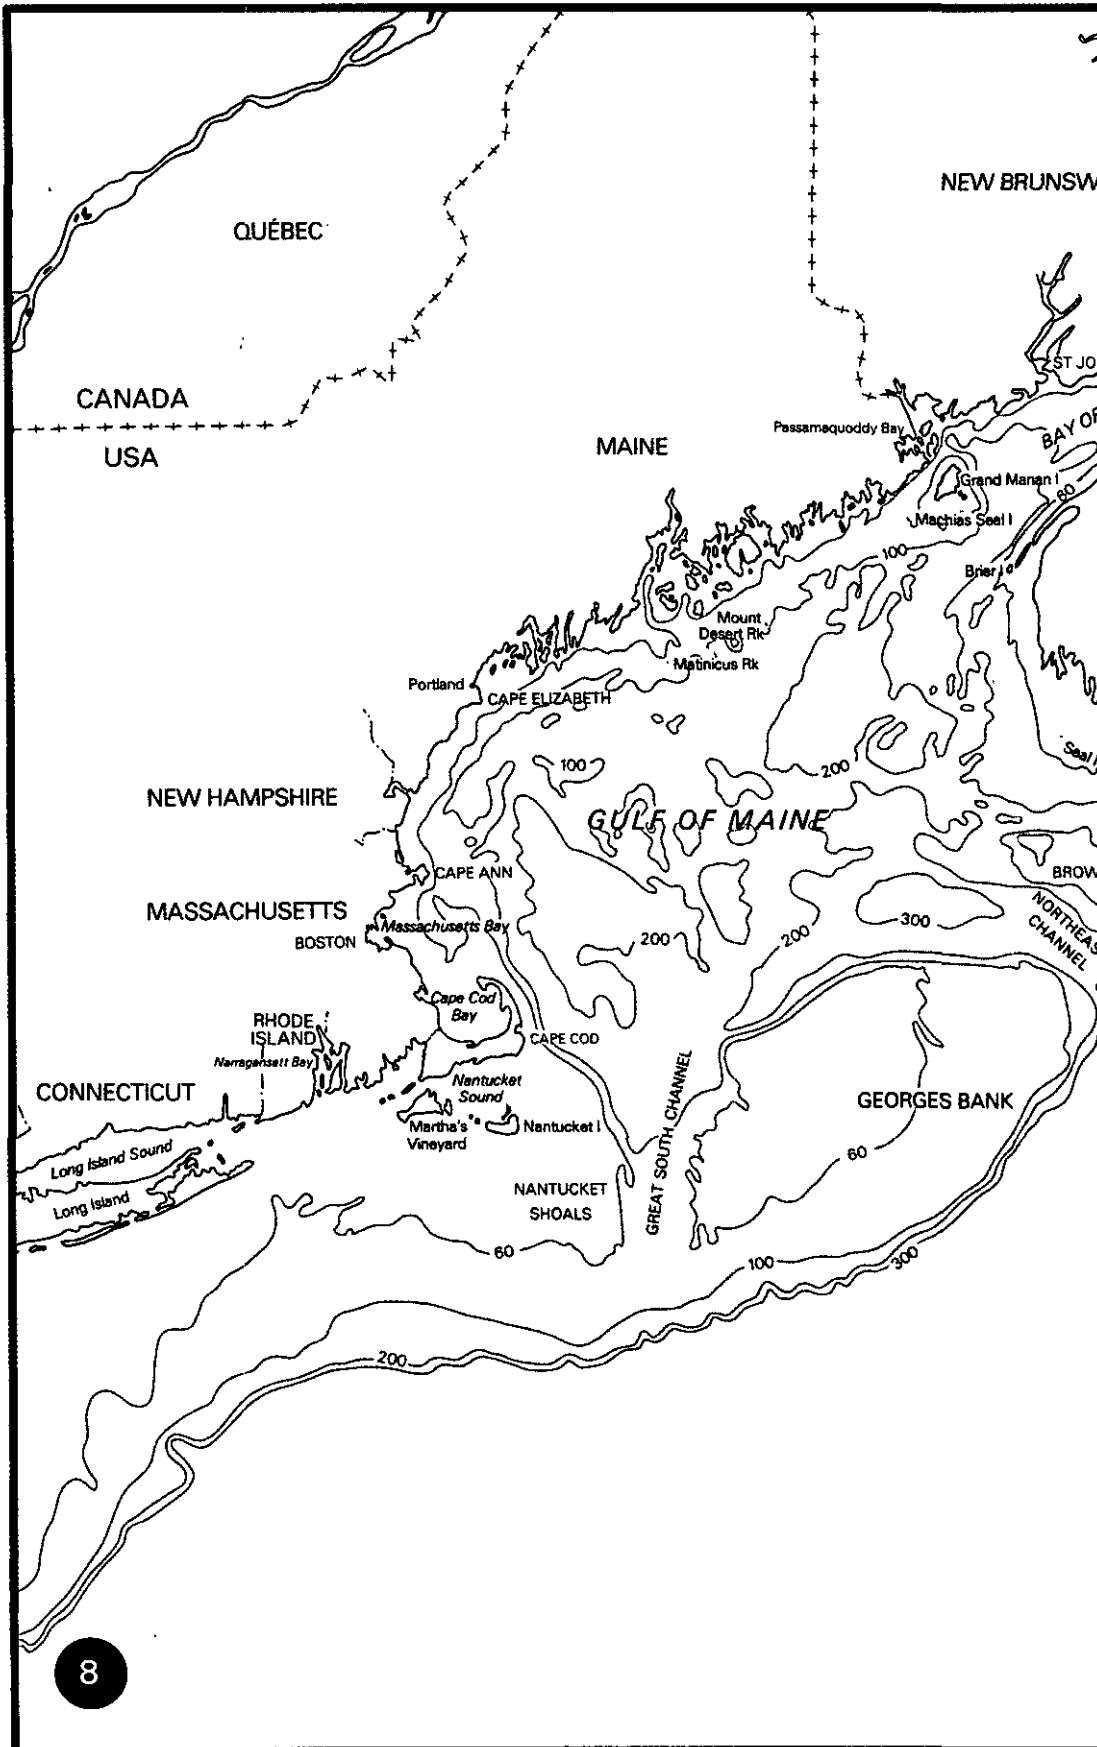 NEW BRUNSW
QUÉBEC
ST JO
CANADA
USA
Passamaquoddy Bay
BAY OF
MAINE
Grand Manan I
60
Machias Seal I
100
Brier I
Mount
Desert Rk
Matinicus Rk
Portland
CAPE ELIZABETH
Seal I
100
200
NEW HAMPSHIRE
GULF OF MAINE
CAPE ANN
BROW
MASSACHUSETTS
Massachusetts Bay
BOSTON
200
200
300
NORTHEAS
CHANNEL
Cape Cod
Bay
RHODE
ISLAND
CAPE COD
Narragansett Bay
Nantucket
Sound
CONNECTICUT
GEORGES BANK
Martha's
Vineyard
Nantucket I
GREAT SOUTH CHANNEL
60
Long Island Sound
Long Island
NANTUCKET
SHOALS
60
100
300
200
8